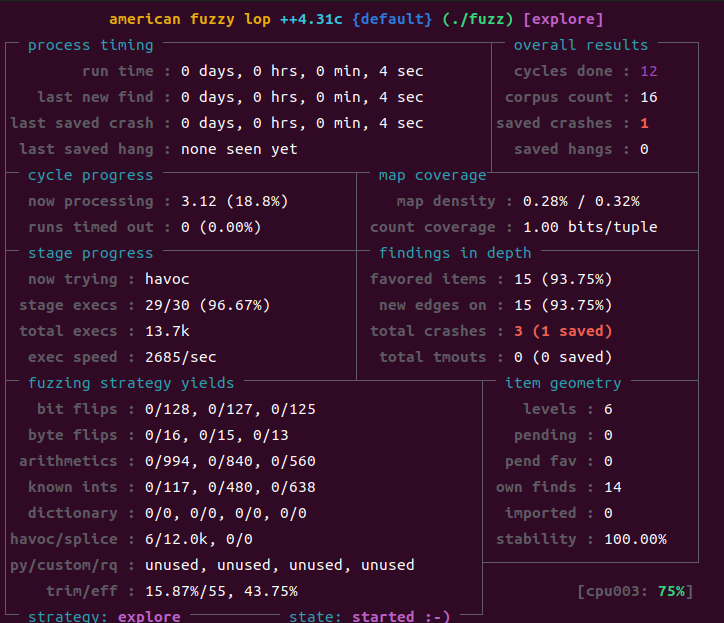 american fuzzy lop ++4.31c {default} (./fuzz) [explore]
process timing overall results
run time : 0 days, 0 hrs, 0 min, 4 sec cycles done : 12
last new find : 0 days, 0 hrs, 0 min, 4 sec corpus count : 16
last saved crash : 0 days, 0 hrs, 0 min, 4 sec saved crashes : 1
last saved hang : none seen yet saved hangs : 0
cycle progress map coverage
now processing : 3.12 (18.8%) map density : 0.28% / 0.32%
runs timed out : 0 (0.00%) count coverage : 1.00 bits/tuple
stage progress findings in depth
now trying : havoc favored items : 15 (93.75%)
stage execs : 29/30 (96.67%) new edges on : 15 (93.75%)
total execs : 13.7k total crashes : 3 (1 saved)
exec speed : 2685/sec total tmouts : 0 (0 saved)
fuzzing strategy yields item geometry
bit flips : 0/128, 0/127, 0/125 levels : 6
byte flips : 0/16, 0/15, 0/13 pending : 0
arithmetics : 0/994, 0/840, 0/560 pend fav : 0
known ints : 0/117, 0/480, 0/638 own finds : 14
dictionary : 0/0, 0/0, 0/0, 0/0 imported : 0
havoc/splice : 6/12.0k, 0/0 stability : 100.00%
py/custom/rq : unused, unused, unused, unused
trim/eff : 15.87%/55, 43.75% [cpu003: 75%]
strategy: explore state: started :-)